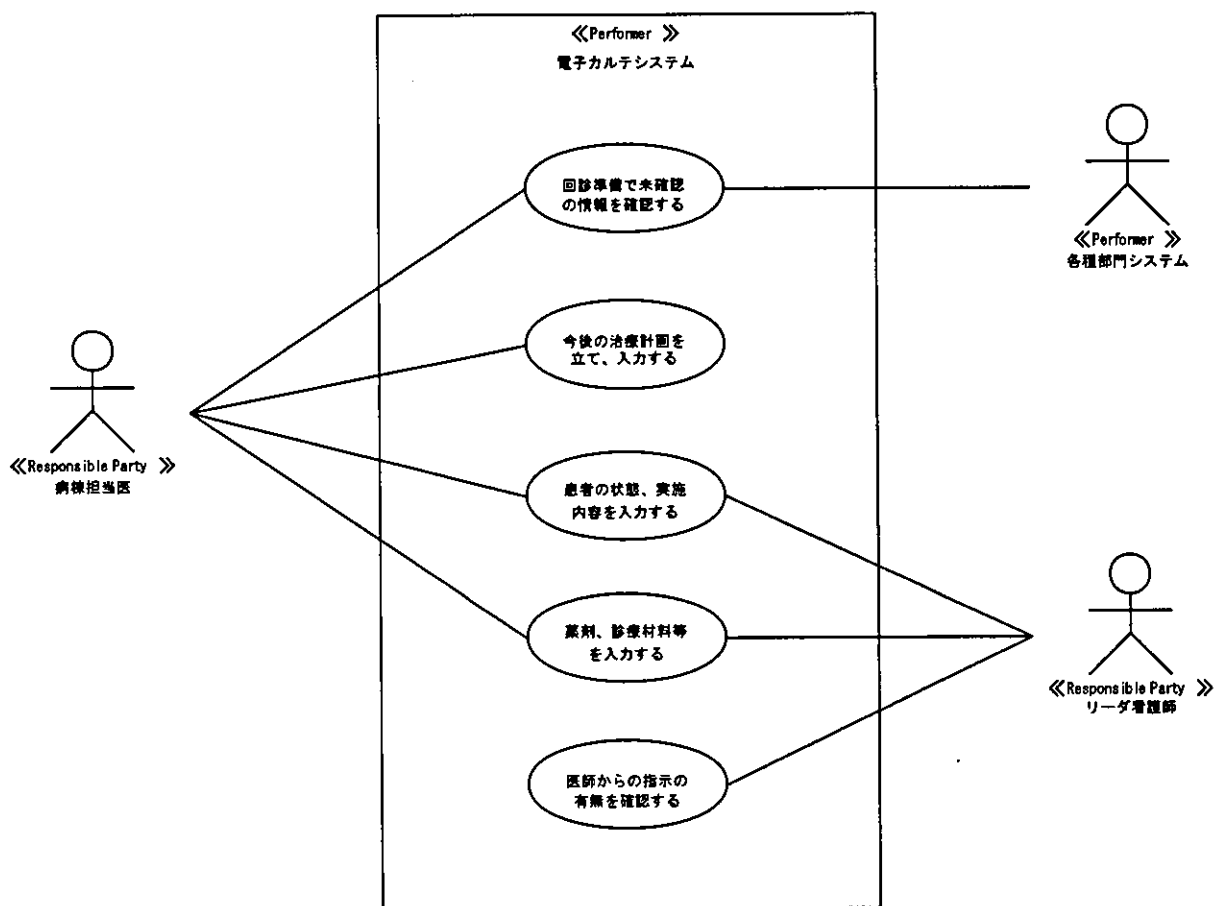 ≪Performer ≫
電子カルテシステム
回診準備で未確認
の情報を確認する
≪Performer ≫
各種部門システム
今後の治療計画を
立て、入力する
≪Responsible Party ≫
病棟担当医
患者の状態、実施
内容を入力する
薬剤、診療材料等
を入力する
≪Responsible Party ≫
リーダ看護師
医師からの指示の
有無を確認する